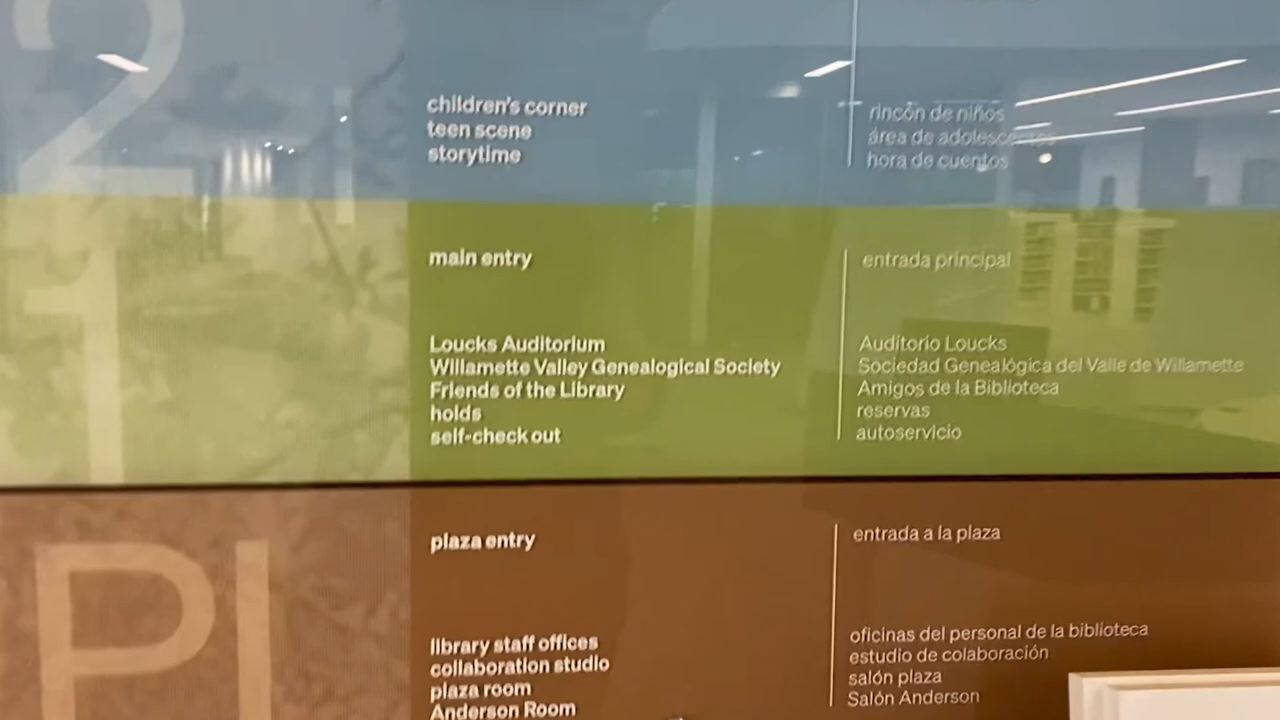 2
children's corner
teen scene
storytime
rincón de niños
área de adolescentes
hora de cuentos
1
main entry
entrada principal
Loucks Auditorium
Willamette Valley Genealogical Society
Friends of the Library
holds
self-check out
Auditorio Loucks
Sociedad Genealógica del Valle de Willamette
Amigos de la Biblioteca
reservas
autoservicio
Pl
plaza entry
entrada a la plaza
library staff offices
collaboration studio
plaza room
Anderson Room
oficinas del personal de la biblioteca
estudio de colaboración
salón plaza
Salón Anderson